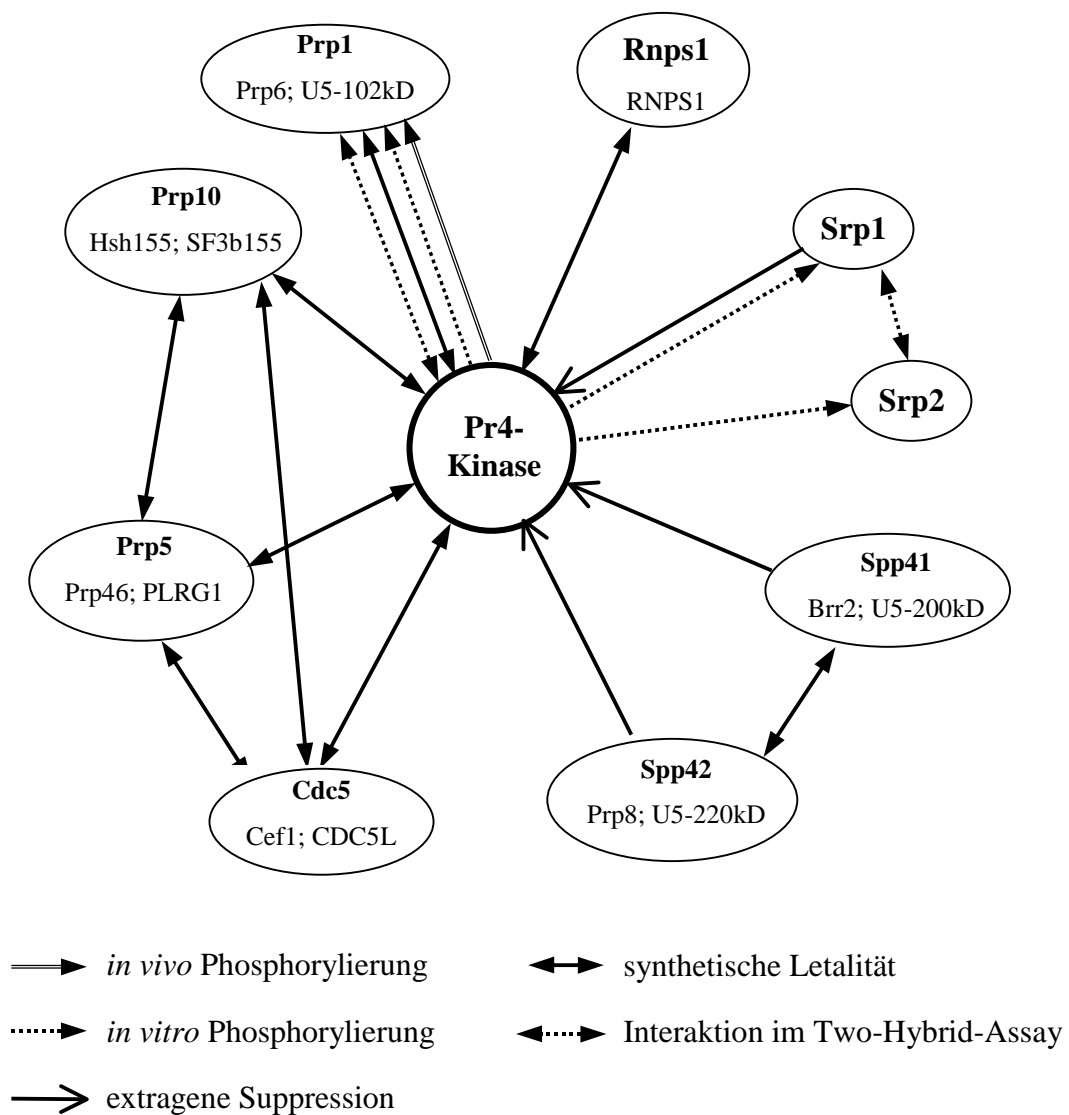 Prp1
Prp6; U5-102kD
Rnps1
RNPS1
Prp10
Hsh155; SF3b155
Srp1
Srp2
Pr4-
Kinase
Prp5
Prp46; PLRG1
Spp41
Brr2; U5-200kD
Spp42
Prp8; U5-220kD
Cdc5
Cef1; CDC5L
in vivo Phosphorylierung
synthetische Letalität
in vitro Phosphorylierung
Interaktion im Two-Hybrid-Assay
extragene Suppression